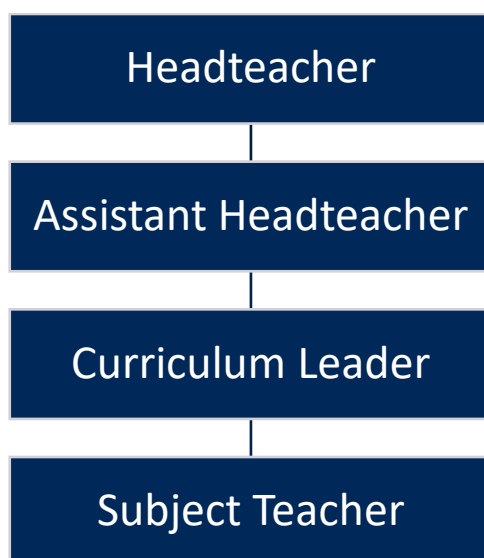 Headteacher
Assistant Headteacher
Curriculum Leader
Subject Teacher